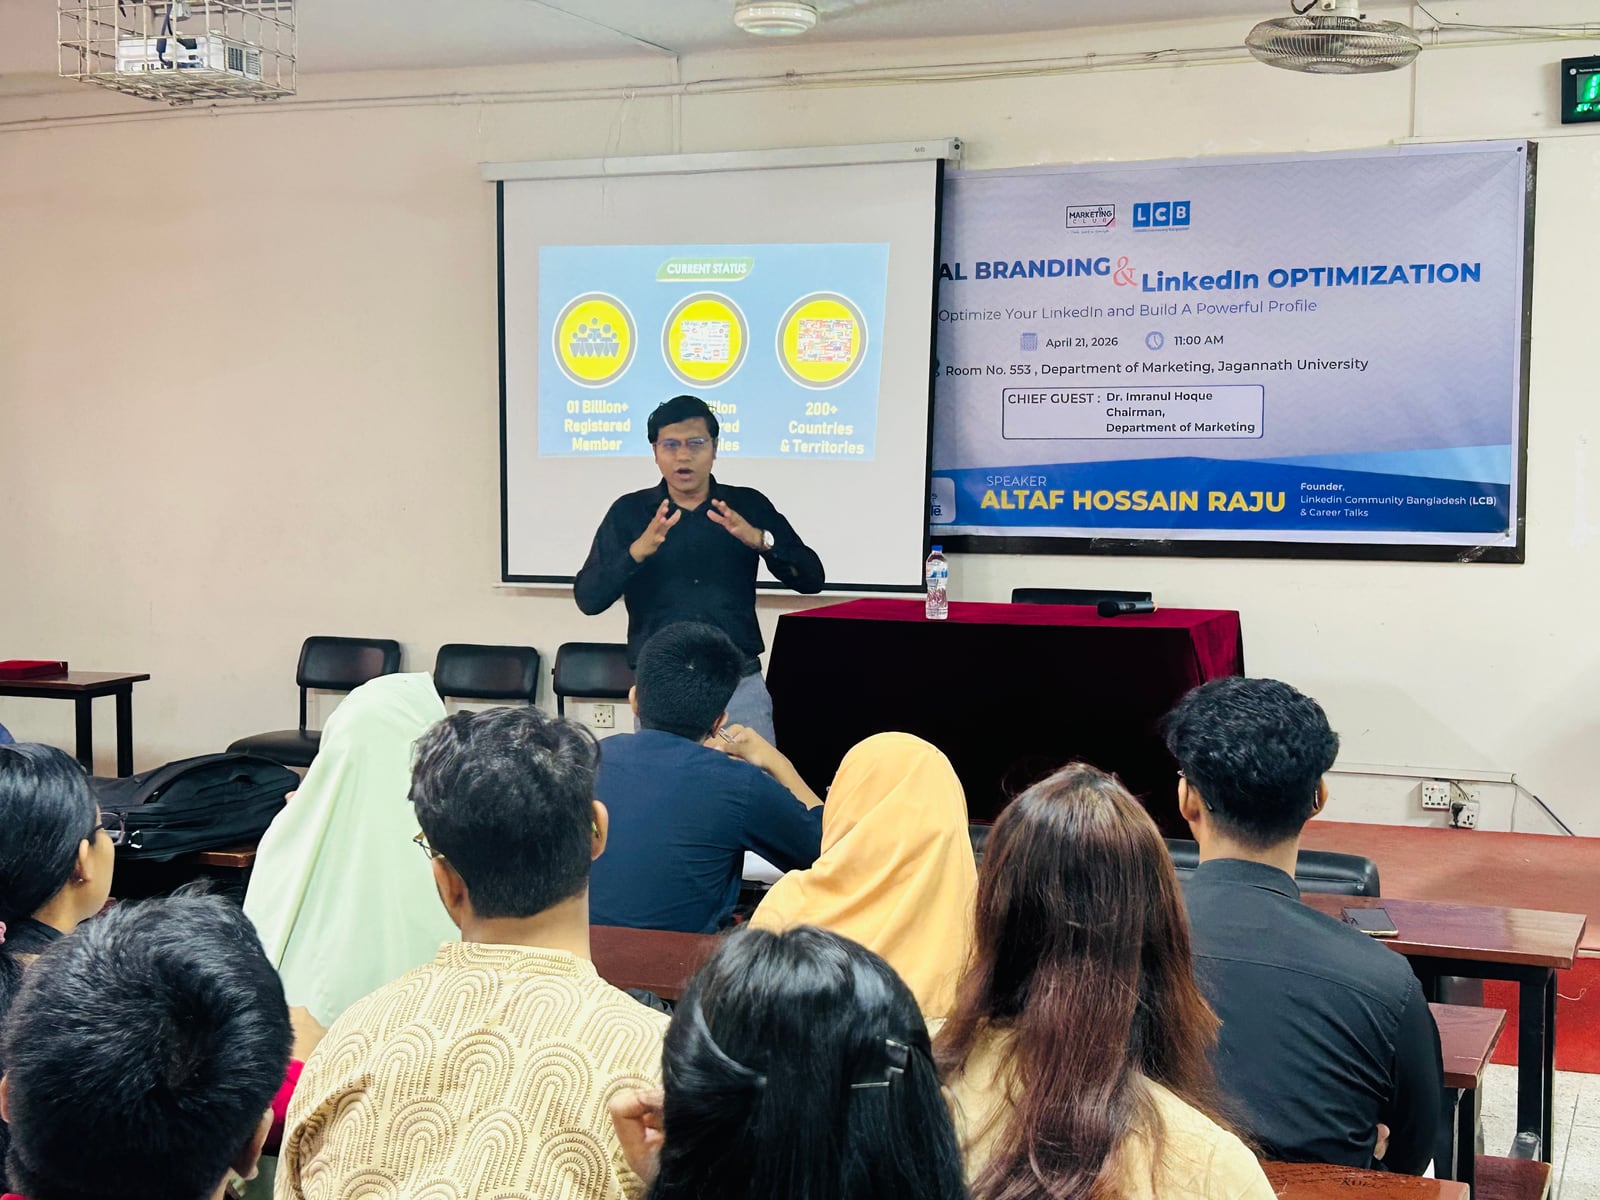 CURRENT STATUS
01 Billion+
Registered
Member
200+
Countries
& Territories
MARKETING
CLUB
LCB
AL BRANDING & LinkedIn OPTIMIZATION
Optimize Your LinkedIn and Build A Powerful Profile
April 21, 2026
11:00 AM
Room No. 553 , Department of Marketing, Jagannath University
CHIEF GUEST : Dr. Imranul Hoque
Chairman,
Department of Marketing
SPEAKER
ALTAF HOSSAIN RAJU
Founder,
Linkedin Community Bangladesh (LCB)
& Career Talks